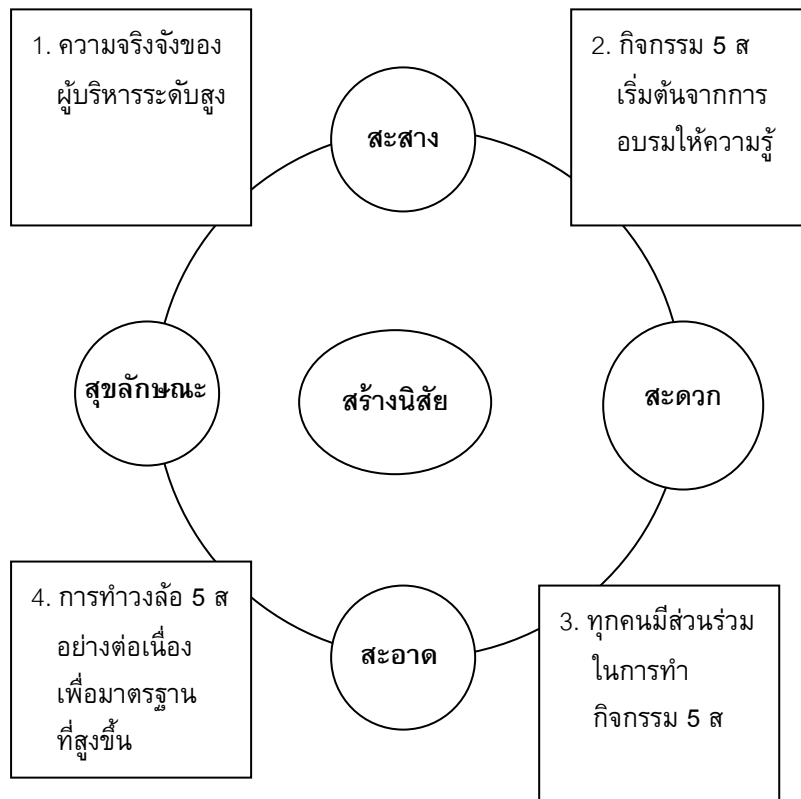 1. ความจริงจังของ
ผู้บริหารระดับสูง
2. กิจกรรม 5 ส
เริ่มต้นจากการ
อบรมให้ความรู้
สะสาง
สุขลักษณะ
สร้างนิสัย
สะดวก
4. การทำวงล้อ 5 ส
อย่างต่อเนื่อง
เพื่อมาตรฐาน
ที่สูงขึ้น
สะอาด
3. ทุกคนมีส่วนร่วม
ในการทำ
กิจกรรม 5 ส